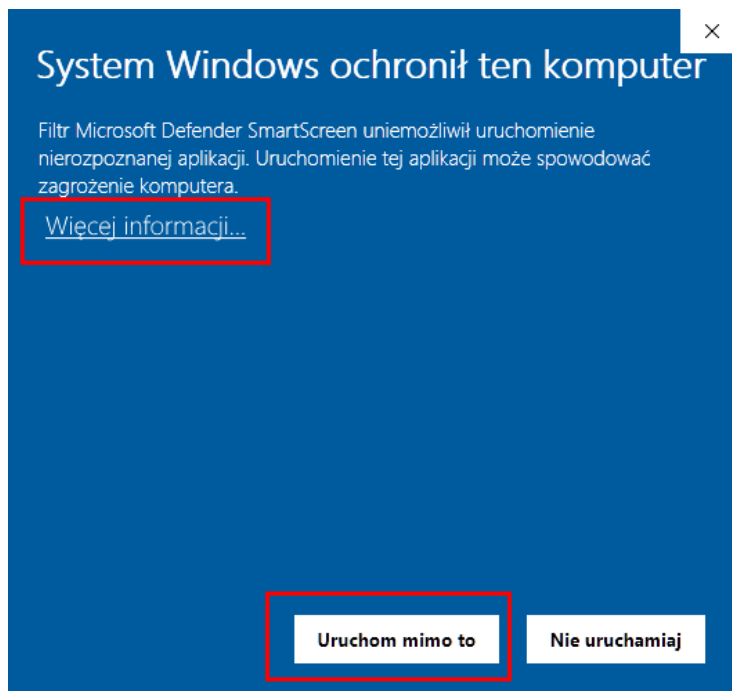 System Windows ochronił ten komputer
Filtr Microsoft Defender SmartScreen uniemożliwił uruchomienie
nierozpoznanej aplikacji. Uruchomienie tej aplikacji może spowodować
zagrożenie komputera.
Więcej informacji...
Uruchom mimo to
Nie uruchamiaj